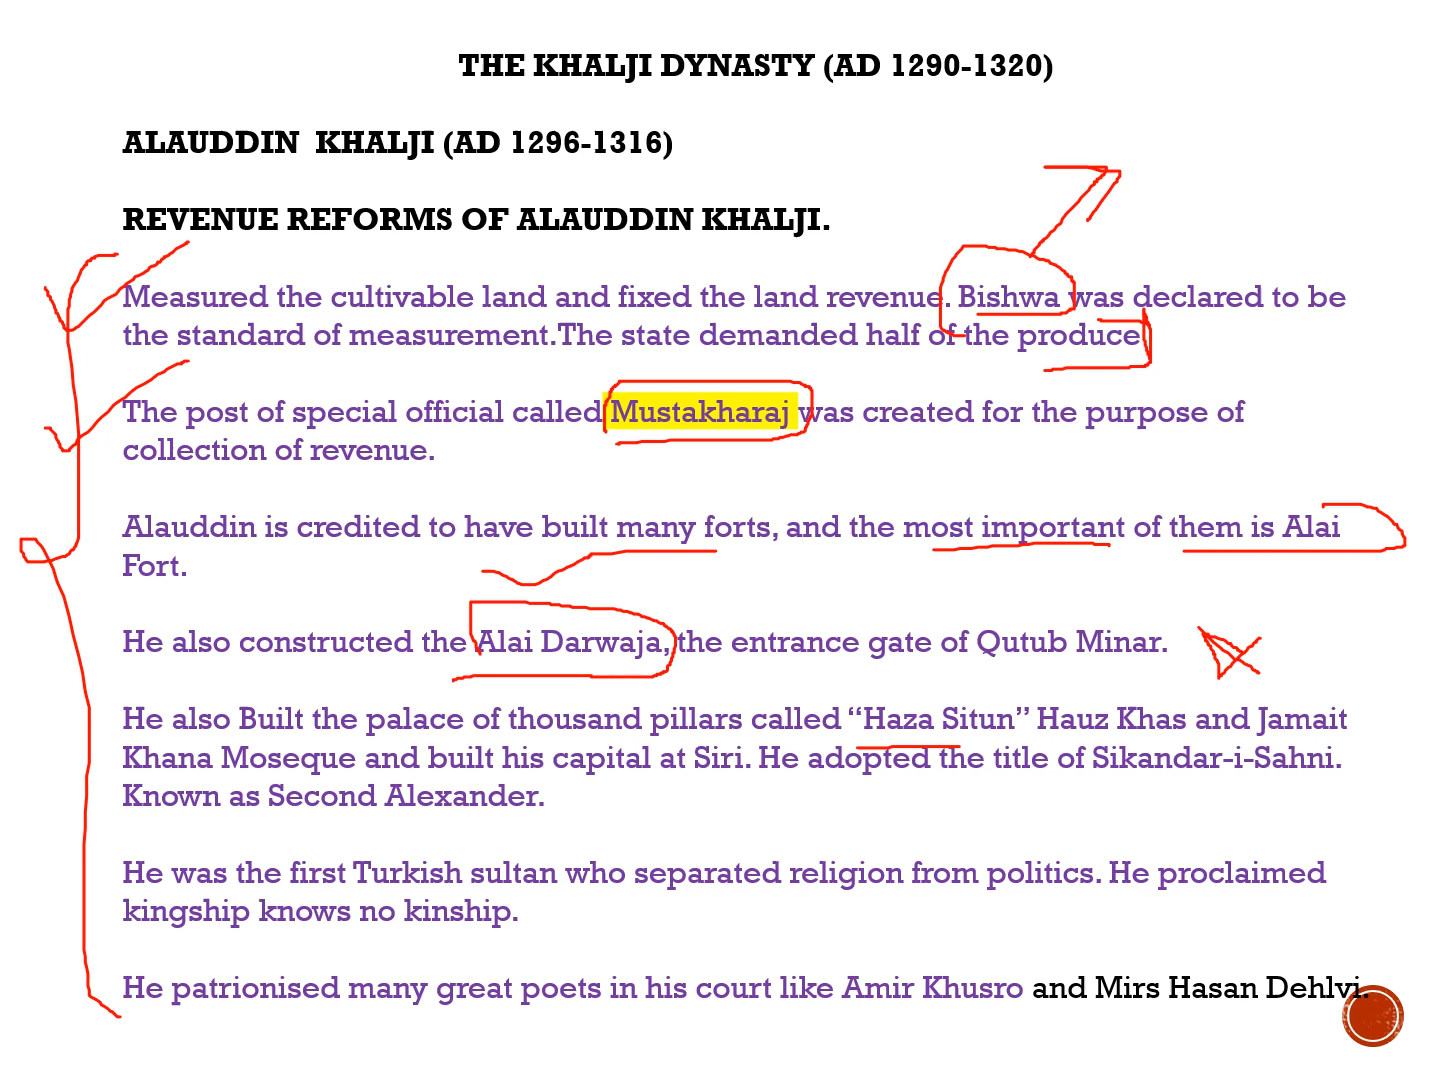 THE KHALJI DYNASTY (AD 1290-1320)
ALAUDDIN KHALJI (AD 1296-1316)
REVENUE REFORMS OF ALAUDDIN KHALJI.
Measured the cultivable land and fixed the land revenue. Bishwa was declared to be
the standard of measurement.The state demanded half of the produce
The post of special official called Mustakharaj was created for the purpose of
collection of revenue.
Alauddin is credited to have built many forts, and the most important of them is Alai
Fort.
He also constructed the Alai Darwaja, the entrance gate of Qutub Minar.
He also Built the palace of thousand pillars called “Haza Situn” Hauz Khas and Jamait
Khana Moseque and built his capital at Siri. He adopted the title of Sikandar-i-Sahni.
Known as Second Alexander.
He was the first Turkish sultan who separated religion from politics. He proclaimed
kingship knows no kinship.
He patrionised many great poets in his court like Amir Khusro and Mirs Hasan Dehlvi.